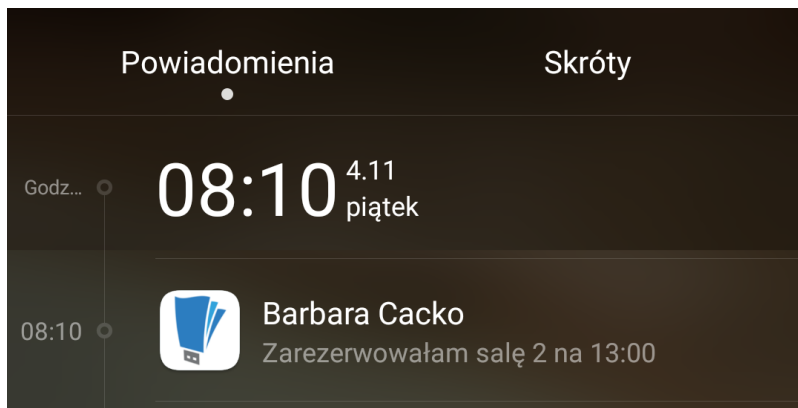 Powiadomienia Skróty
Godz...
08:10 4.11
piątek
08:10
Barbara Cacko
Zarezerwowałam salę 2 na 13:00